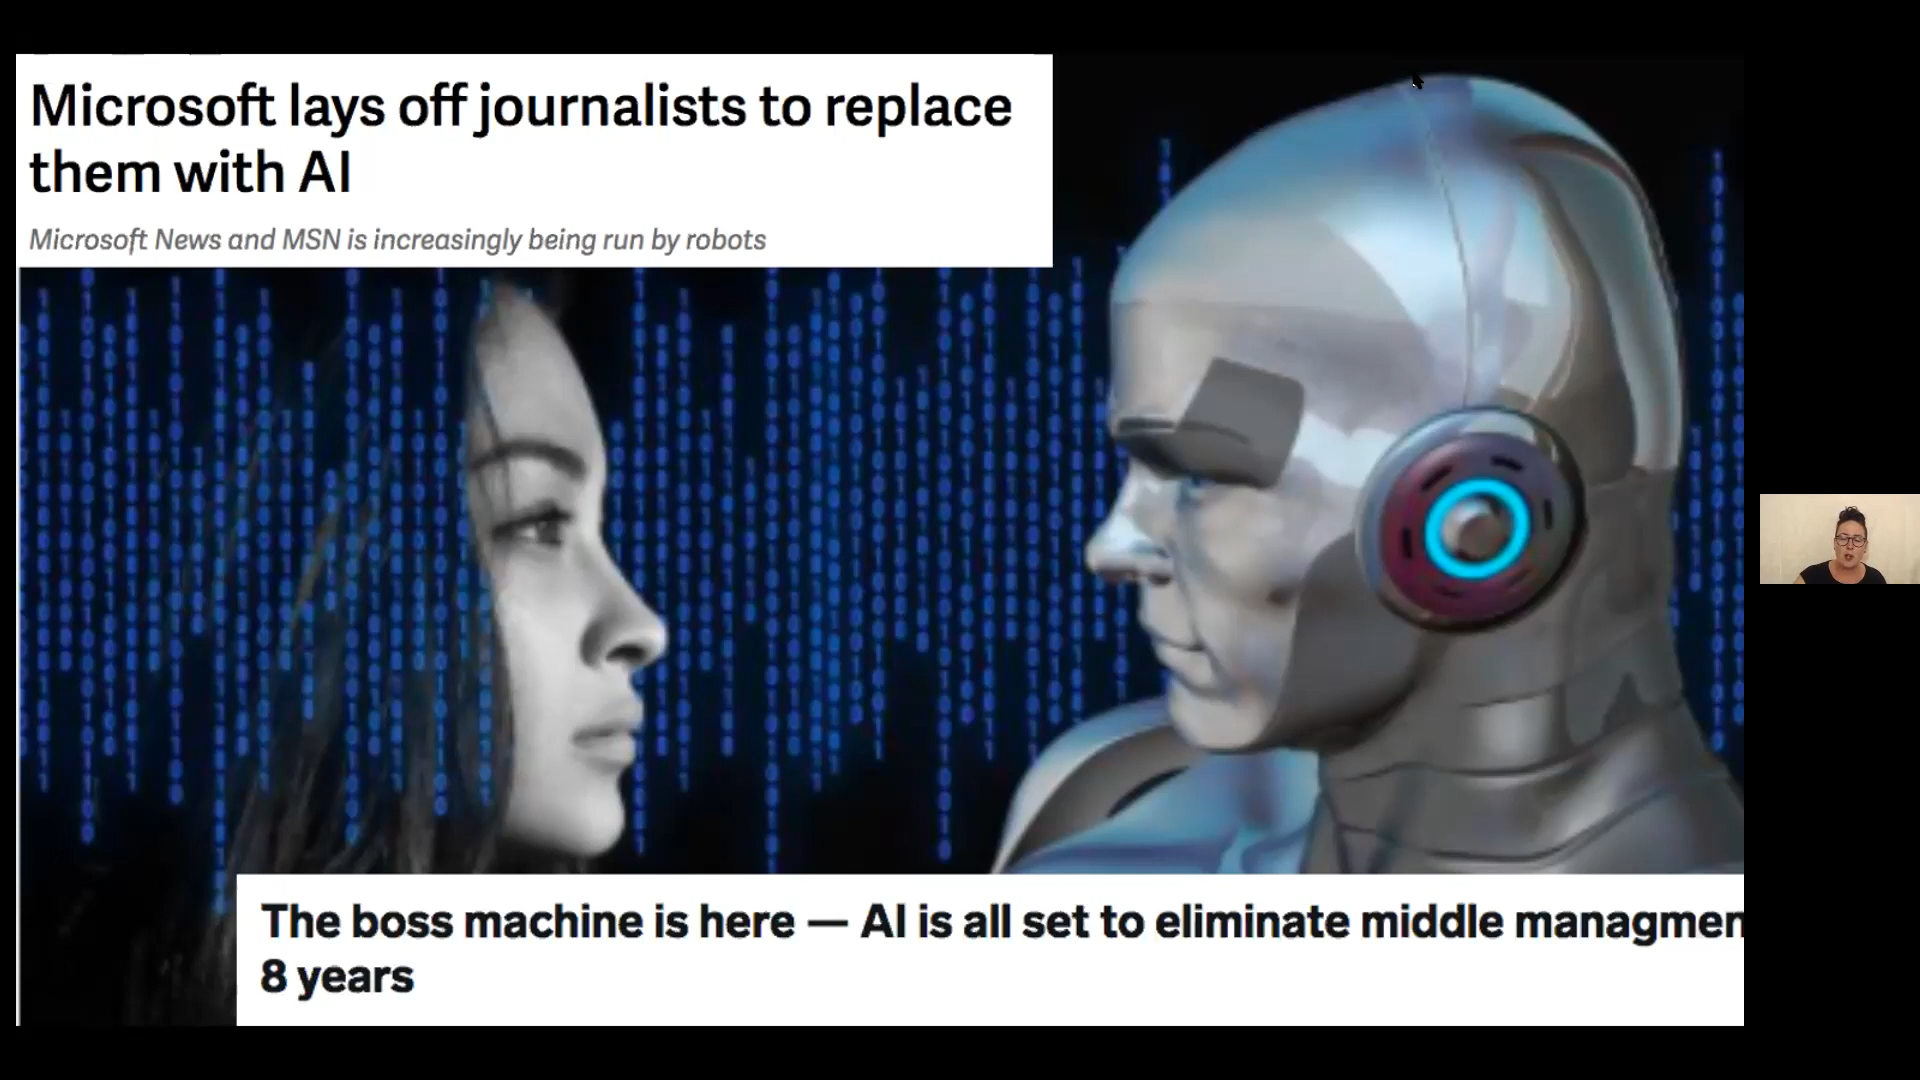 Microsoft lays off journalists to replace
them with AI
Microsoft News and MSN is increasingly being run by robots
The boss machine is here — AI is all set to eliminate middle managmen
8 years